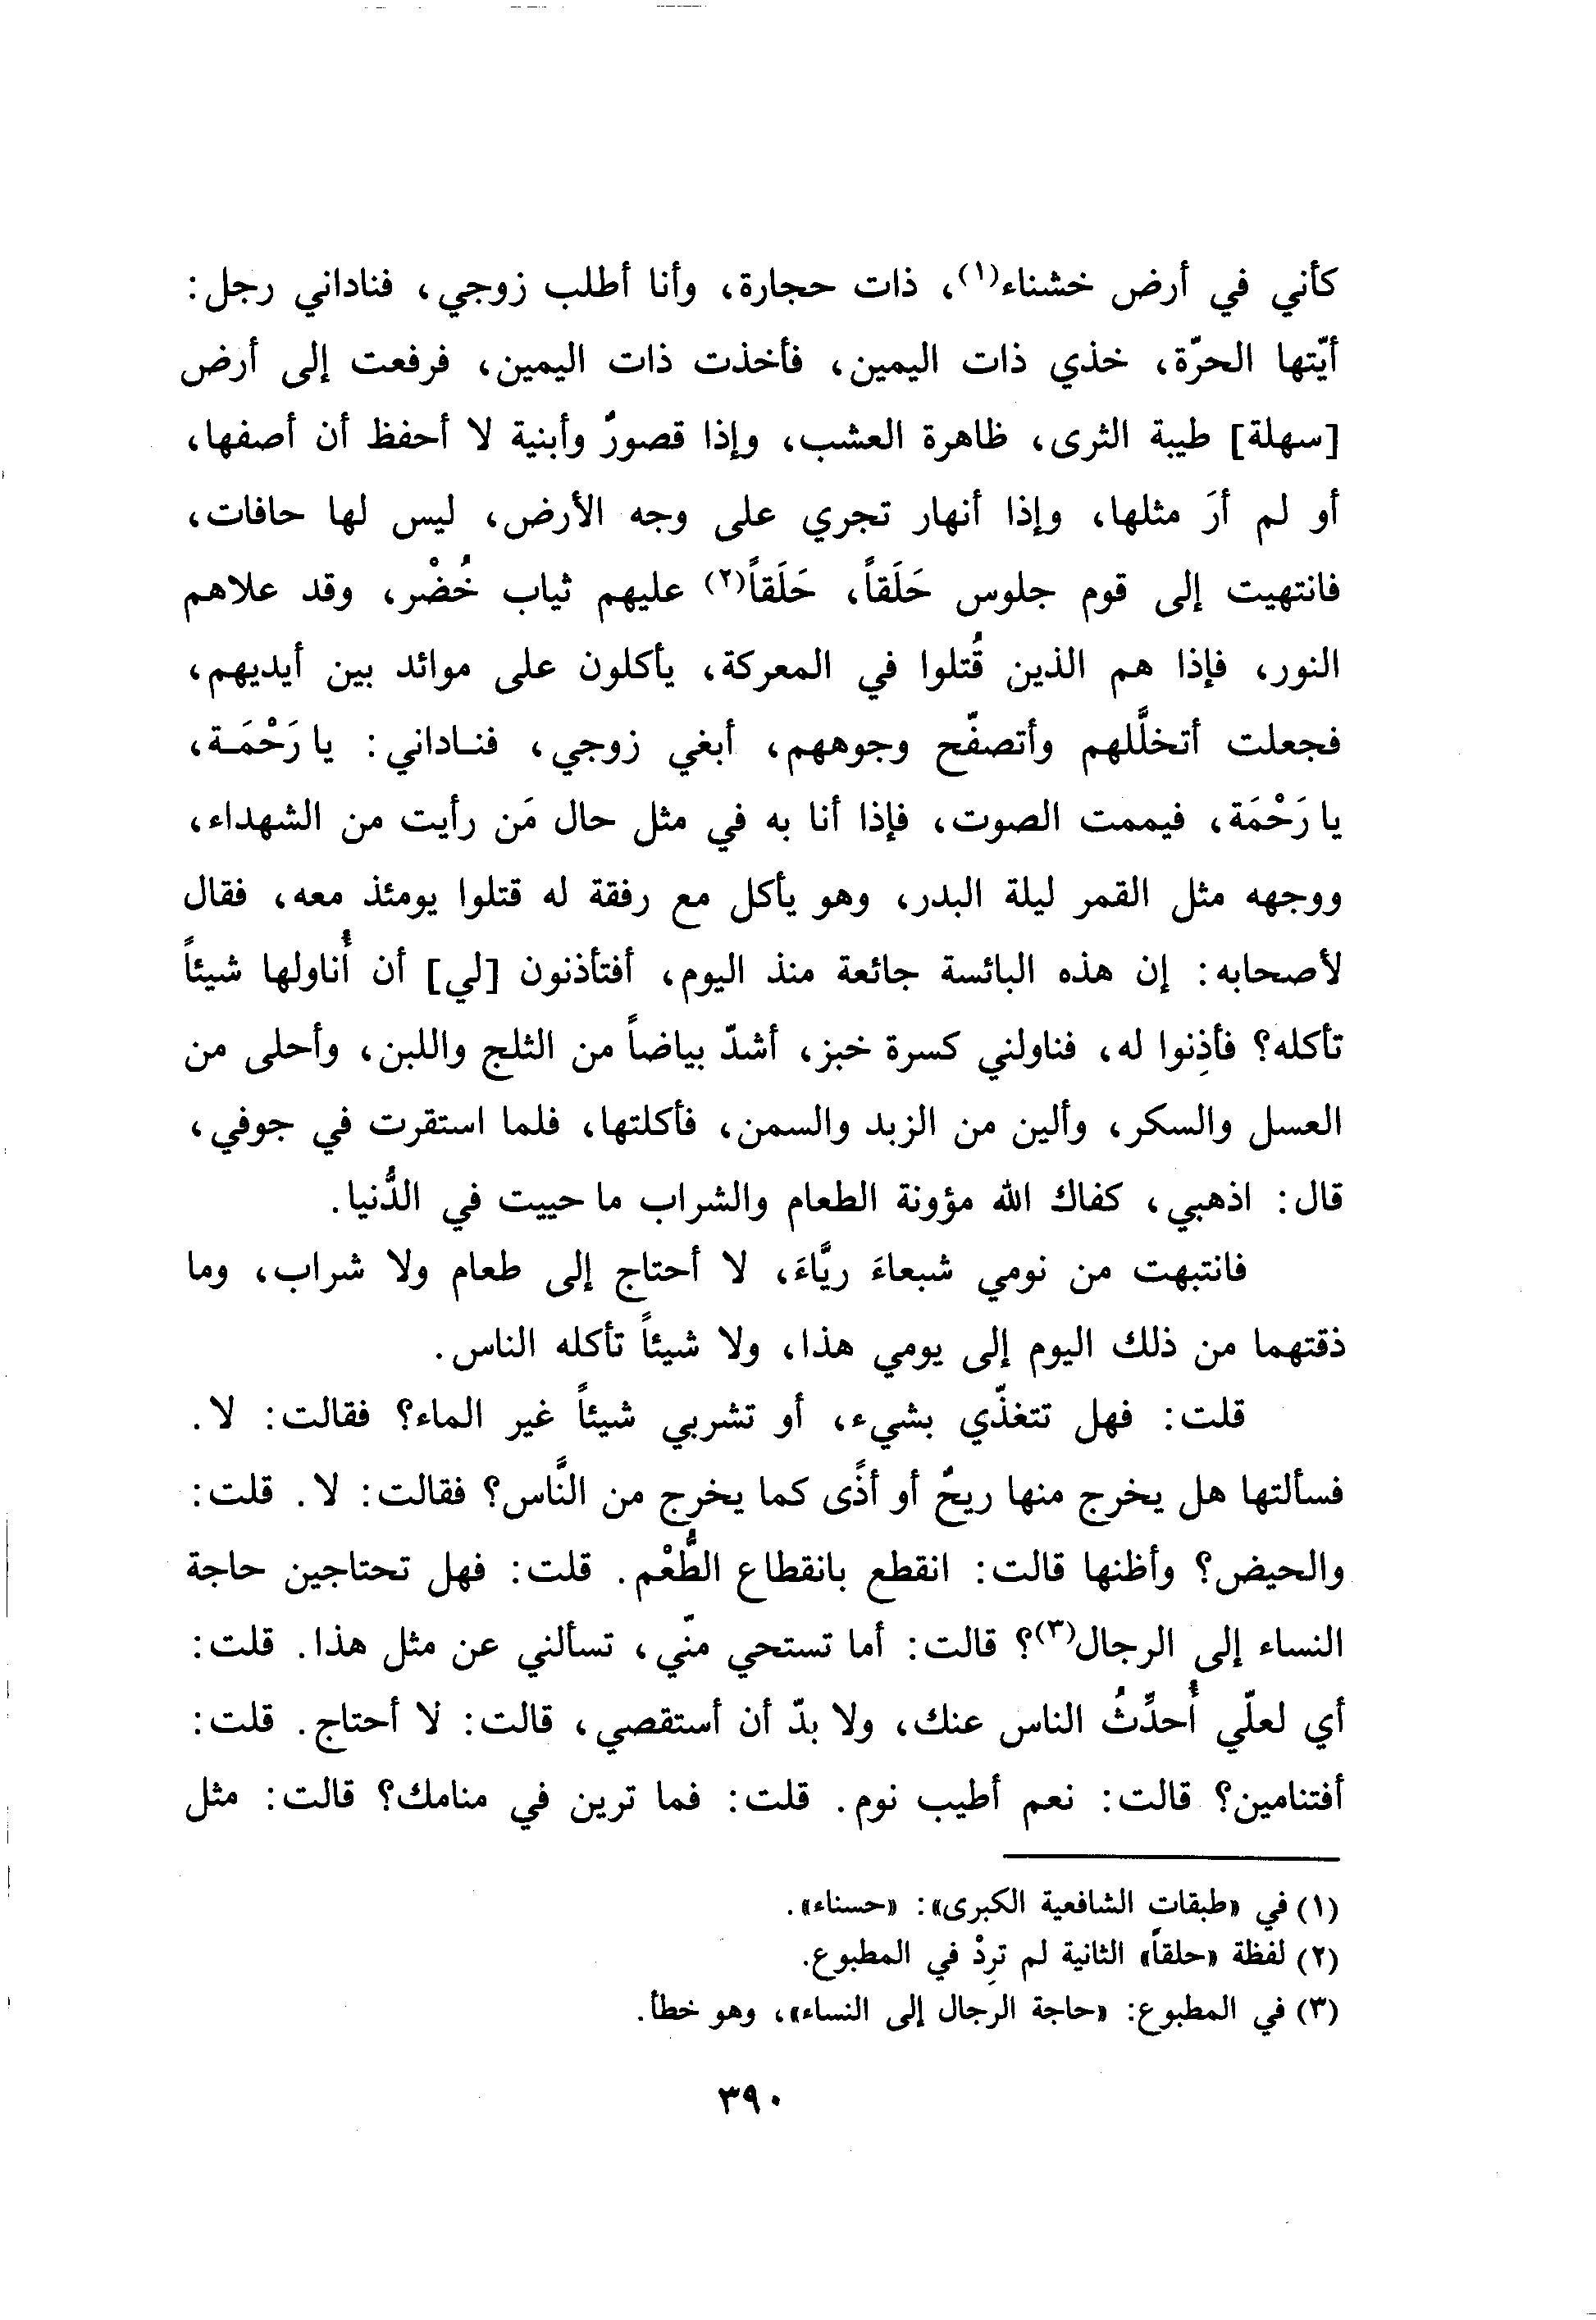 كأني في أرض خشناء(١)، ذات حجارة، وأنا أطلب زوجي، فناداني رجل:
أيّتها الحرّة، خذي ذات اليمين، فأخذت ذات اليمين، فرفعت إلى أرض
[سهلة] طيبة الثرى، ظاهرة العشب، وإذا قصورٌ وأبنية لا أحفظ أن أصفها،
أو لم أرَ مثلها، وإذا أنهار تجري على وجه الأرض، ليس لها حافات،
فانتهيت إلى قوم جلوس حَلَقاً، حَلَقاً(٢) عليهم ثياب خُضْر، وقد علاهم
النور، فإذا هم الذين قُتلوا في المعركة، يأكلون على موائد بين أيديهم،
فجعلت أتخلَّلهم وأتصفّح وجوههم، أبغي زوجي، فنـاداني: يا رَحْمَـة،
يا رَحْمَة، فيممت الصوت، فإذا أنا به في مثل حال مَن رأيت من الشهداء،
ووجهه مثل القمر ليلة البدر، وهو يأكل مع رفقة له قتلوا يومئذ معه، فقال
لأصحابه: إن هذه البائسة جائعة منذ اليوم، أفتأذنون [لي] أن أُناولها شيئاً
تأكله؟ فأذِنوا له، فناولني كسرة خبز، أشدّ بياضاً من الثلج واللبن، وأحلى من
العسل والسكر، وألين من الزبد والسمن، فأكلتها، فلما استقرت في جوفي،
قال: اذهبي، كفاك الله مؤونة الطعام والشراب ما حييت في الدُّنيا.
فانتبهت من نومي شبعاءَ ريَّاءَ، لا أحتاج إلى طعام ولا شراب، وما
ذقتهما من ذلك اليوم إلى يومي هذا، ولا شيئاً تأكله الناس.
قلت: فهل تتغذّي بشيء، أو تشربي شيئاً غير الماء؟ فقالت: لا.
فسألتها هل يخرج منها ريحٌ أو أذًى كما يخرج من النَّاس؟ فقالت: لا. قلت:
والحيض؟ وأظنها قالت: انقطع بانقطاع الطُّعْم. قلت: فهل تحتاجين حاجة
النساء إلى الرجال(٣)؟ قالت: أما تستحي منّي، تسألني عن مثل هذا. قلت:
أي لعلّي أُحدِّثُ الناس عنك، ولا بدّ أن أستقصي، قالت: لا أحتاج. قلت:
أفتنامين؟ قالت: نعم أطيب نوم. قلت: فما ترين في منامك؟ قالت: مثل
(١) في «طبقات الشافعية الكبرى»: «حسناء».
(٢) لفظة «حلقاً» الثانية لم تردْ في المطبوع.
(٣) في المطبوع: «حاجة الرجال إلى النساء»، وهو خطأ.
٣٩٠